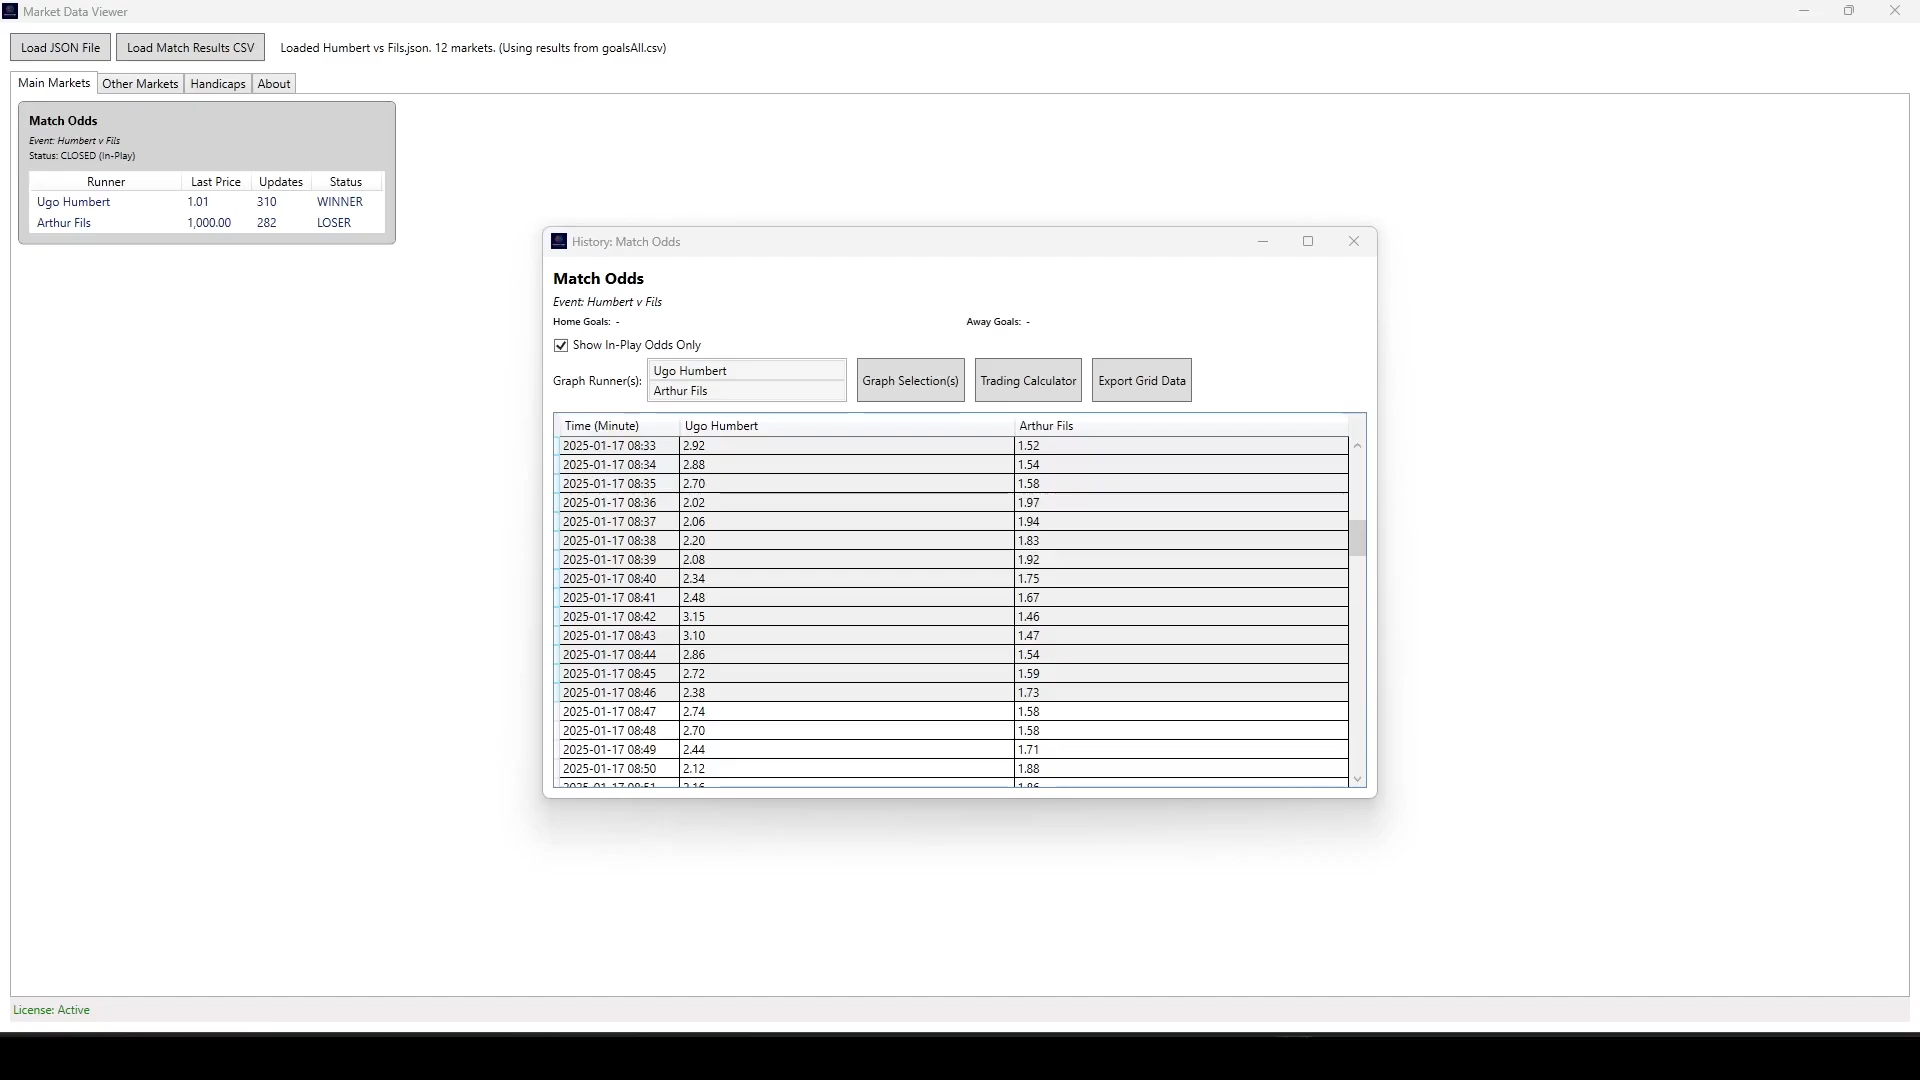 Market Data Viewer
Load JSON File Load Match Results CSV Loaded Humbert vs Fils.json. 12 markets. (Using results from goalsAll.csv)
Main Markets Other Markets Handicaps About
Match Odds
Event: Humbert v Fils
Status: CLOSED (In-Play)
Runner Last Price Updates Status
Ugo Humbert 1.01 310 WINNER
Arthur Fils 1,000.00 282 LOSER
History: Match Odds
Match Odds
Event: Humbert v Fils
Home Goals: - Away Goals: -
Show In-Play Odds Only
Graph Runner(s): Ugo Humbert Arthur Fils Graph Selection(s) Trading Calculator Export Grid Data
Time (Minute) Ugo Humbert Arthur Fils
2025-01-17 08:33 2.92 1.52
2025-01-17 08:34 2.88 1.54
2025-01-17 08:35 2.70 1.58
2025-01-17 08:36 2.02 1.97
2025-01-17 08:37 2.06 1.94
2025-01-17 08:38 2.20 1.83
2025-01-17 08:39 2.08 1.92
2025-01-17 08:40 2.34 1.75
2025-01-17 08:41 2.48 1.67
2025-01-17 08:42 3.15 1.46
2025-01-17 08:43 3.10 1.47
2025-01-17 08:44 2.86 1.54
2025-01-17 08:45 2.72 1.59
2025-01-17 08:46 2.38 1.73
2025-01-17 08:47 2.74 1.58
2025-01-17 08:48 2.70 1.58
2025-01-17 08:49 2.44 1.71
2025-01-17 08:50 2.12 1.88
2025-01-17 08:51 2.16 1.86
License: Active